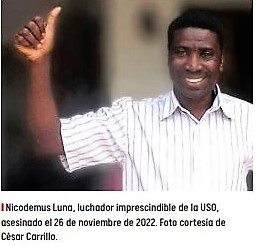 Nicodemus Luna, luchador imprescindible de la USO,
asesinado el 26 de noviembre de 2022. Foto cortesía de
César Carrillo.